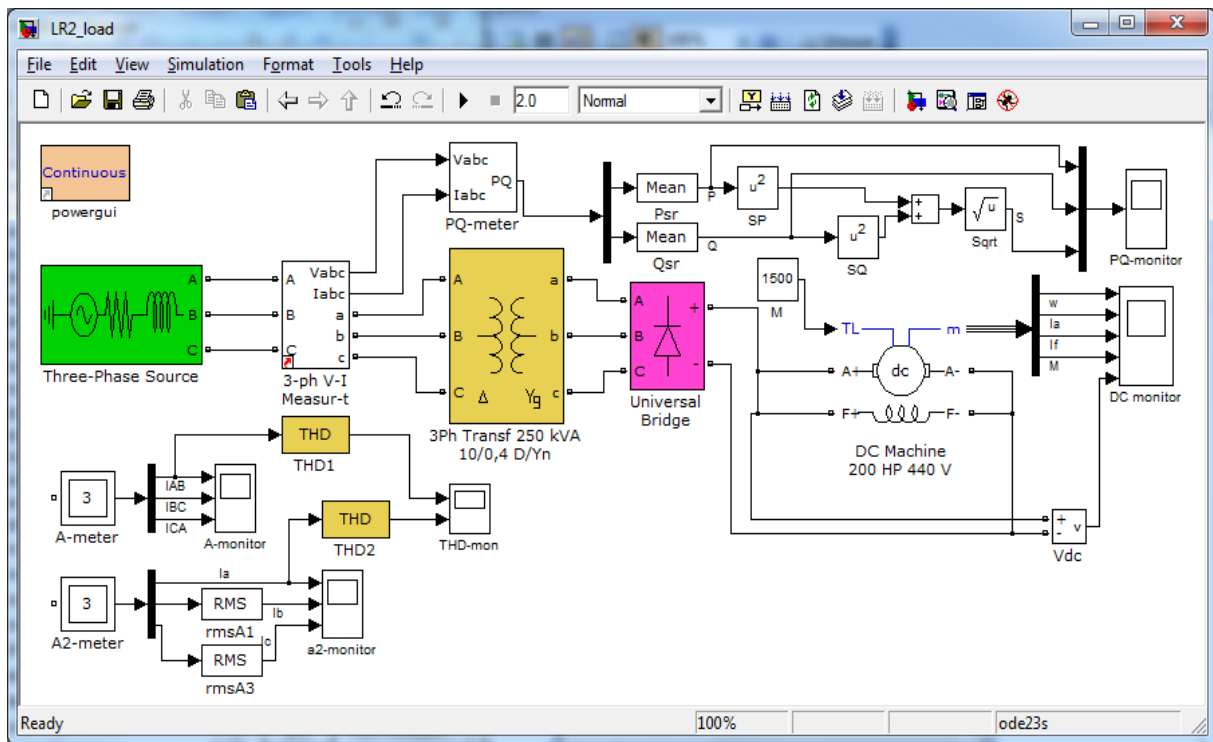 LR2_load
File Edit View Simulation Format Tools Help
2.0 Normal
Continuous
powergui
Vabc
Iabc
PQ
PQ-meter
Mean
P
Psr
Mean
Q
Qsr
u²
SP
u²
SQ
+
+
√u
S
Sqrt
PQ-monitor
A
B
C
Three-Phase Source
A
B
C
Vabc
Iabc
a
b
c
3-ph V-I
Measur-t
A
B
C
a
b
c
Δ
Yg
3Ph Transf 250 kVA
10/0,4 D/Yn
A
B
C
+
-
Universal
Bridge
1500
M
TL
m
A+
dc
A-
F+
F-
DC Machine
200 HP 440 V
w
Ia
If
M
DC monitor
+
-
v
Vdc
THD
THD1
3
A-meter
IAB
IBC
ICA
A-monitor
THD
THD2
THD-mon
3
A2-meter
Ia
RMS
Ib
rmsA1
Ic
RMS
rmsA3
a2-monitor
Ready 100% ode23s